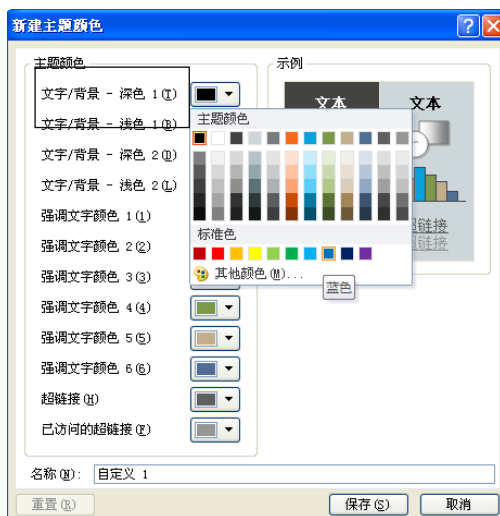 新建主题颜色
主题颜色
示例
文字/背景 - 深色 1(T)
文本
文本
主题颜色
文字/背景 - 浅色 1(B)
文字/背景 - 深色 2(D)
文字/背景 - 浅色 2(L)
强调文字颜色 1(1)
超链接
标准色
强调文字颜色 2(2)
超链接
其他颜色(M)...
强调文字颜色 3(3)
蓝色
强调文字颜色 4(4)
强调文字颜色 5(5)
强调文字颜色 6(6)
超链接(H)
已访问的超链接(F)
名称(N): 自定义 1
重置(R)
保存(S)
取消